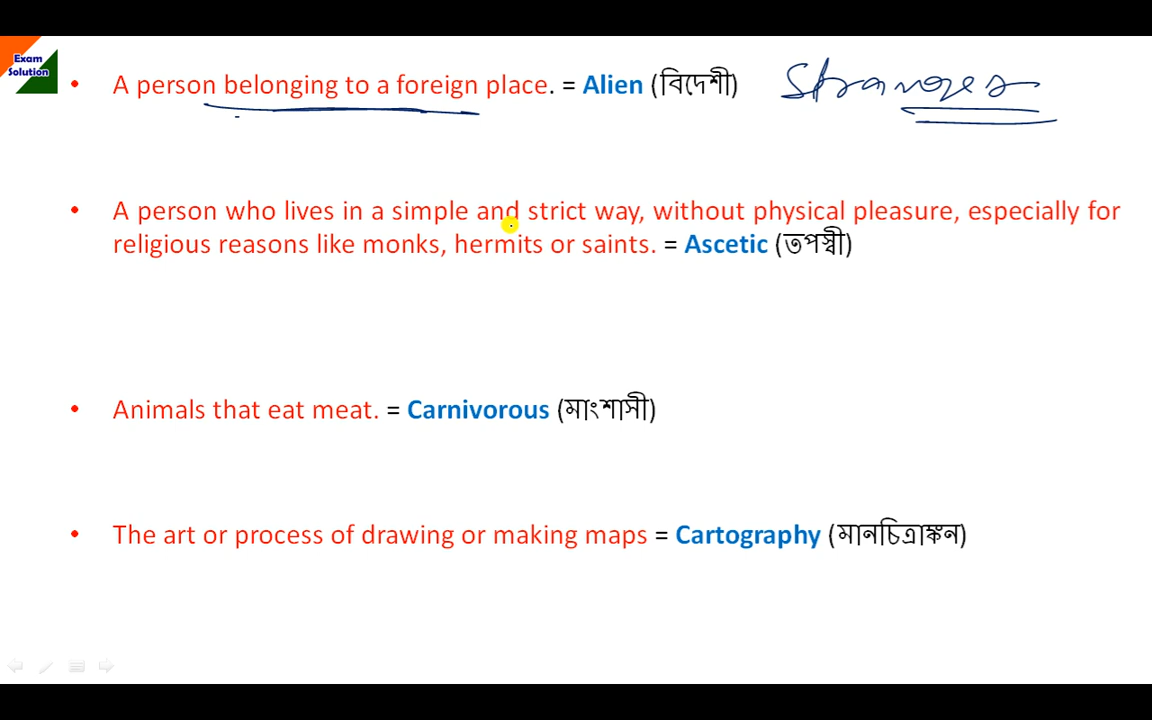 Exam
Solution
• A person belonging to a foreign place. = Alien (বিদেশী) Stranger
• A person who lives in a simple and strict way, without physical pleasure, especially for
religious reasons like monks, hermits or saints. = Ascetic (তপস্বী)
• Animals that eat meat. = Carnivorous (মাংশাসী)
• The art or process of drawing or making maps = Cartography (মানচিত্রাঙ্কন)